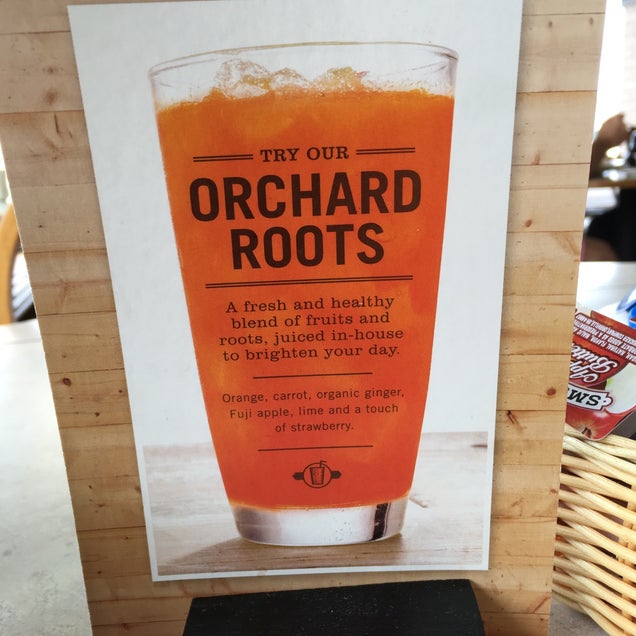 TRY OUR
ORCHARD
ROOTS
A fresh and healthy
blend of fruits and
roots, juiced in-house
to brighten your day.
Orange, carrot, organic ginger,
Fuji apple, lime and a touch
of strawberry.